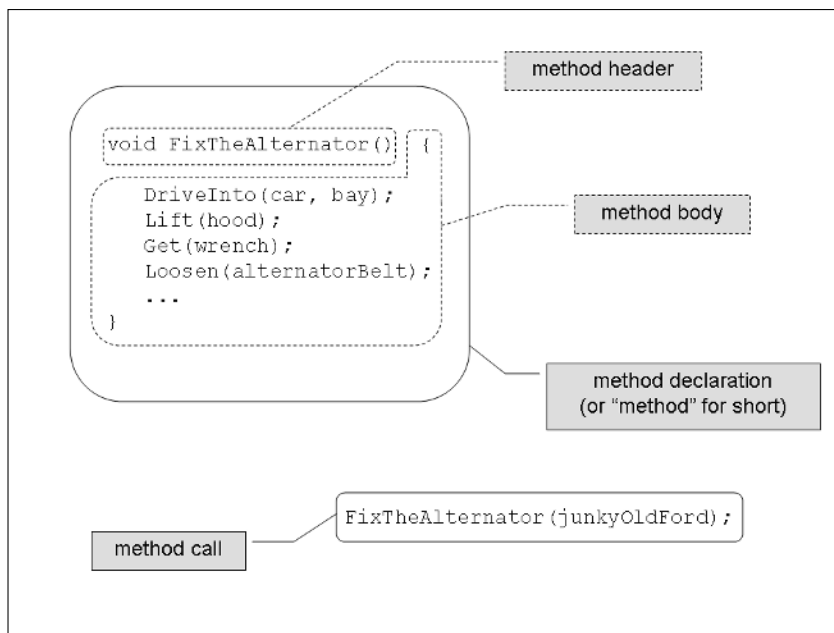 method header
void FixTheAlternator() {
DriveInto(car, bay);
Lift(hood);
method body
Get(wrench);
Loosen(alternatorBelt);
...
}
method declaration
(or “method” for short)
FixTheAlternator(junkyOldFord);
method call